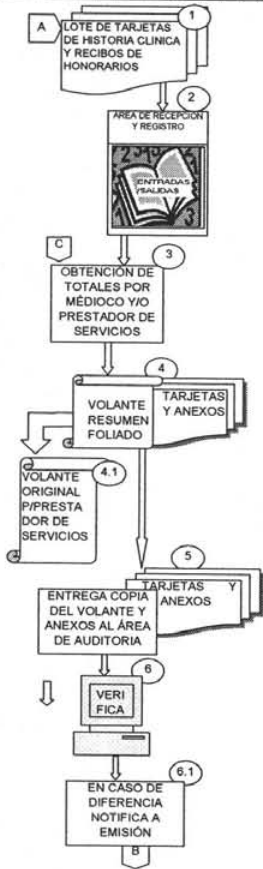 A
1
LOTE DE TARJETAS
DE HISTORIA CLINICA
Y RECIBOS DE
HONORARIOS
2
AREA DE RECEPCION
Y REGISTRO
ENTRADAS
/SALIDAS
C
3
OBTENCIÓN DE
TOTALES POR
MÉDIOCO Y/O
PRESTADOR DE
SERVICIOS
4
VOLANTE
RESUMEN
FOLIADO
TARJETAS
Y ANEXOS
4.1
VOLANTE
ORIGINAL
P/PRESTA
DOR DE
SERVICIOS
5
TARJETAS Y
ANEXOS
ENTREGA COPIA
DEL VOLANTE Y
ANEXOS AL ÁREA
DE AUDITORIA
6
VERI
FICA
6.1
EN CASO DE
DIFERENCIA
NOTIFICA A
EMISIÓN
B